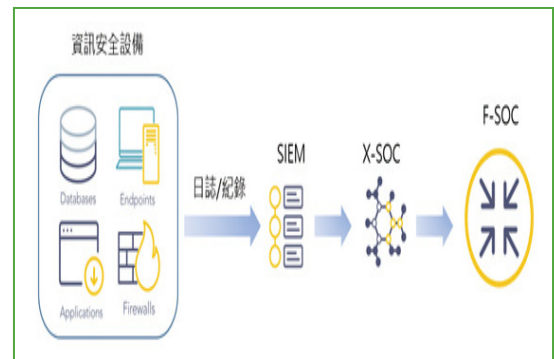 資訊安全設備
Databases
Endpoints
Applications
Firewalls
日誌/紀錄
SIEM
X-SOC
F-SOC